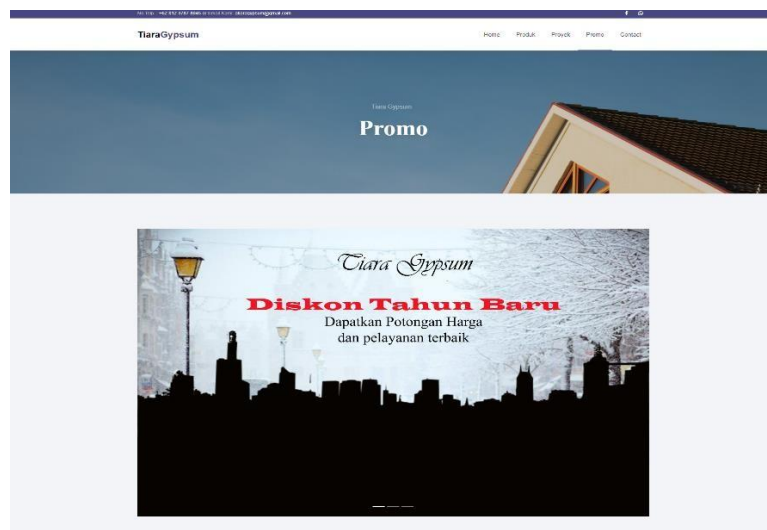 TiaraGypsum
Home Produk Proyek Promo Contact
Tiara Gypsum
Promo
Tiara Gypsum
Diskon Tahun Baru
Dapatkan Potongan Harga
dan pelayanan terbaik